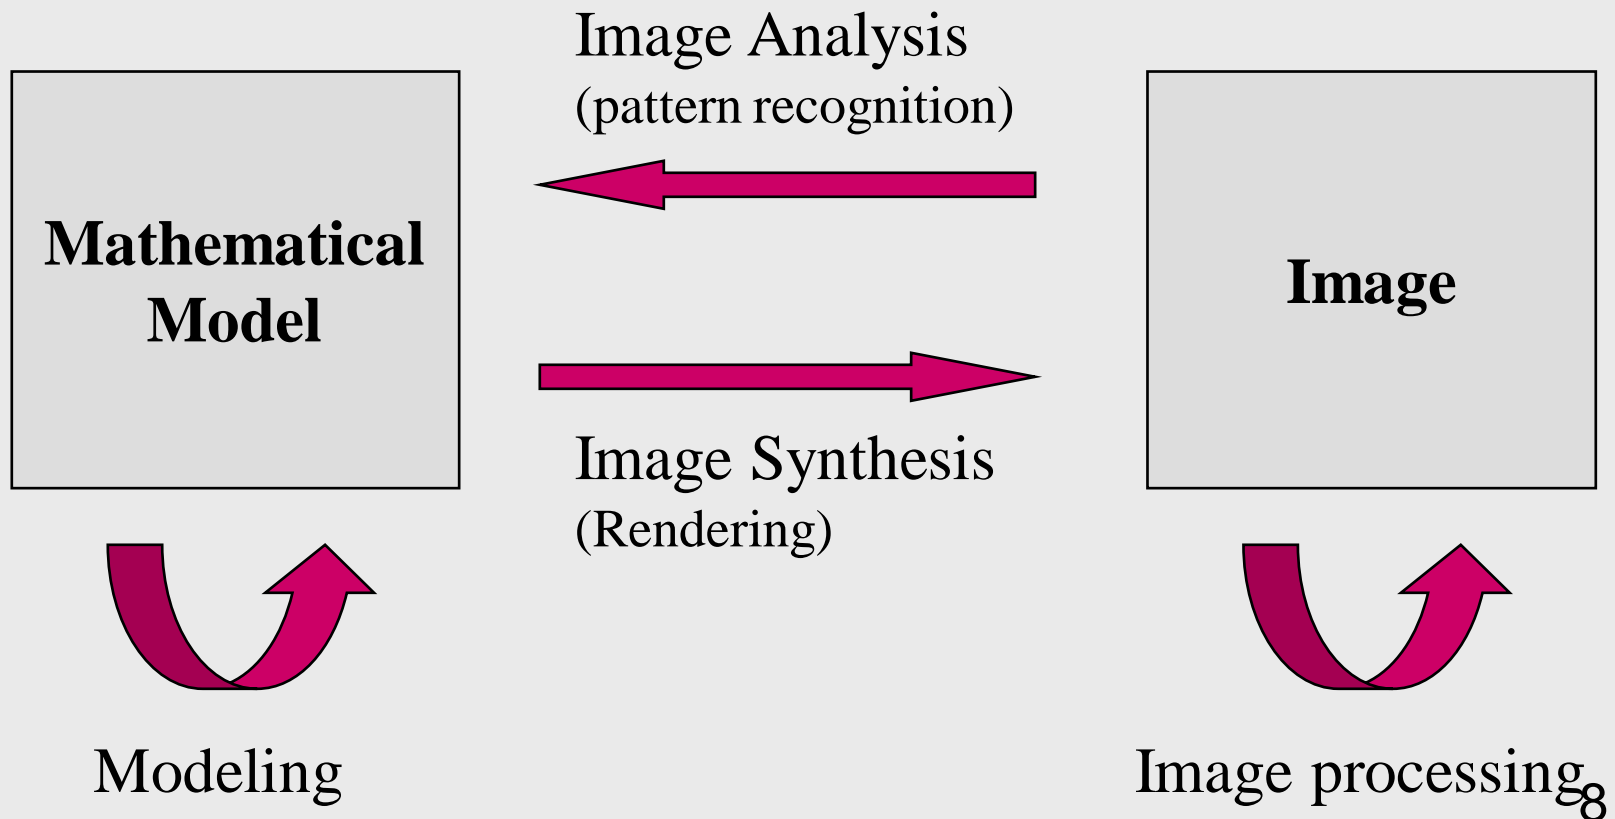 Image Analysis
(pattern recognition)
Mathematical
Model
Image
Image Synthesis
(Rendering)
Modeling
Image processing
8